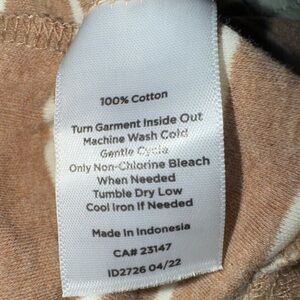 100% Cotton
Turn Garment Inside Out
Machine Wash Cold
Gentle Cycle
Only Non-Chlorine Bleach
When Needed
Tumble Dry Low
Cool Iron If Needed
Made in Indonesia
CA# 23147
ID2726 04/22